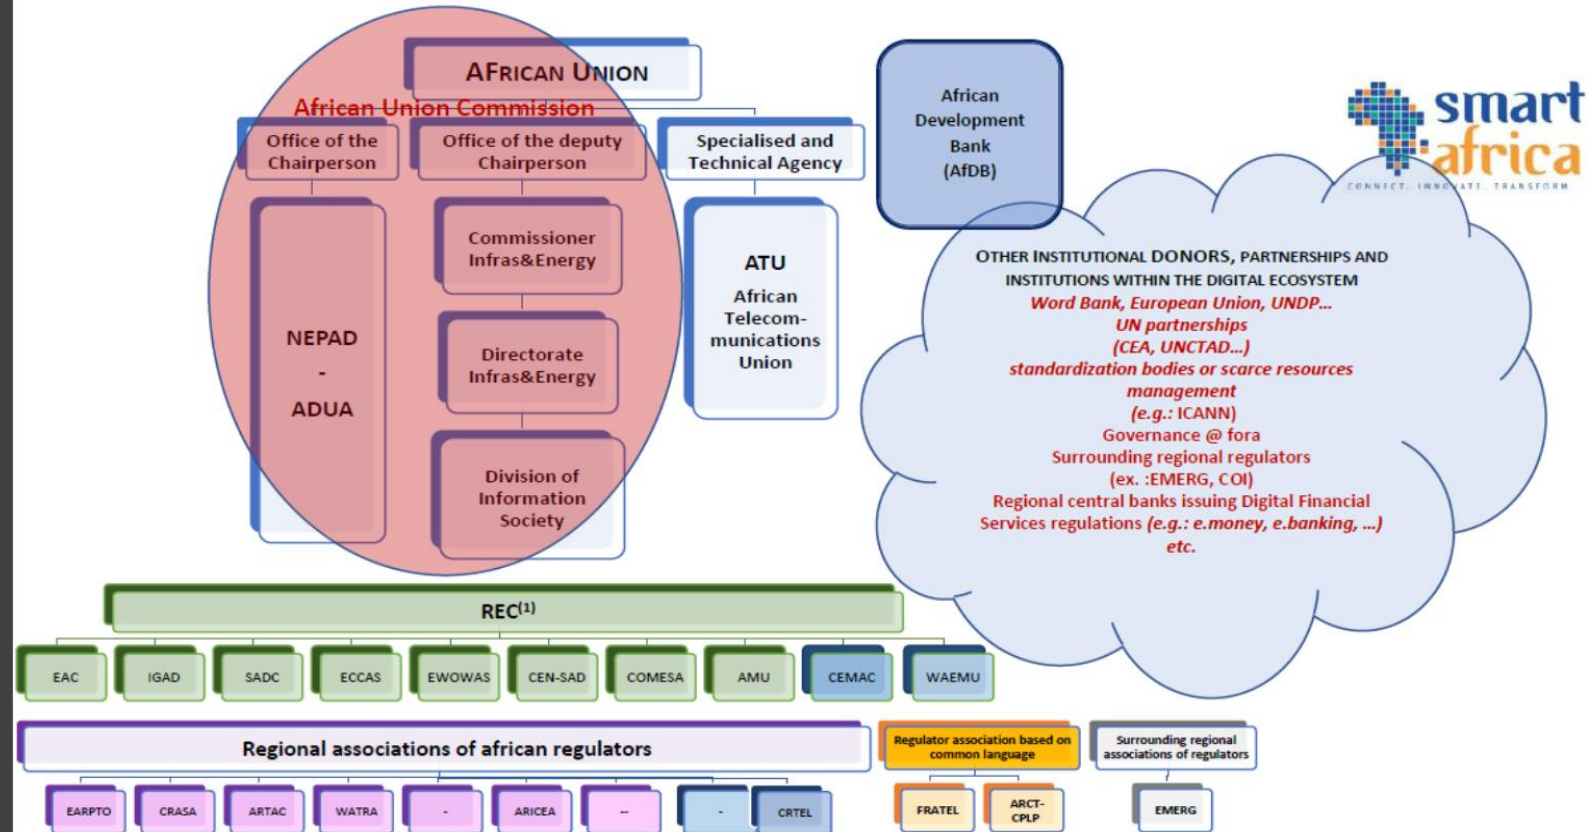 AFRICAN UNION
African Union Commission
Office of the
Chairperson
Office of the deputy
Chairperson
Specialised and
Technical Agency
NEPAD
-
ADUA
Commissioner
Infras&Energy
Directorate
Infras&Energy
Division of
Information
Society
ATU
African
Telecom-
munications
Union
African
Development
Bank
(AfDB)
smart
africa
CONNECT. INNOVATE. TRANSFORM
OTHER INSTITUTIONAL DONORS, PARTNERSHIPS AND
INSTITUTIONS WITHIN THE DIGITAL ECOSYSTEM
Word Bank, European Union, UNDP...
UN partnerships
(CEA, UNCTAD...)
standardization bodies or scarce resources
management
(e.g.: ICANN)
Governance @ fora
Surrounding regional regulators
(ex. :EMERG, COI)
Regional central banks issuing Digital Financial
Services regulations (e.g.: e.money, e.banking, ...)
etc.
REC(1)
EAC
IGAD
SADC
ECCAS
EWOWAS
CEN-SAD
COMESA
AMU
CEMAC
WAEMU
Regional associations of african regulators
EARPTO
CRASA
ARTAC
WATRA
-
ARICEA
--
-
CRTEL
Regulator association based on
common language
FRATEL
ARCT-
CPLP
Surrounding regional
associations of regulators
EMERG